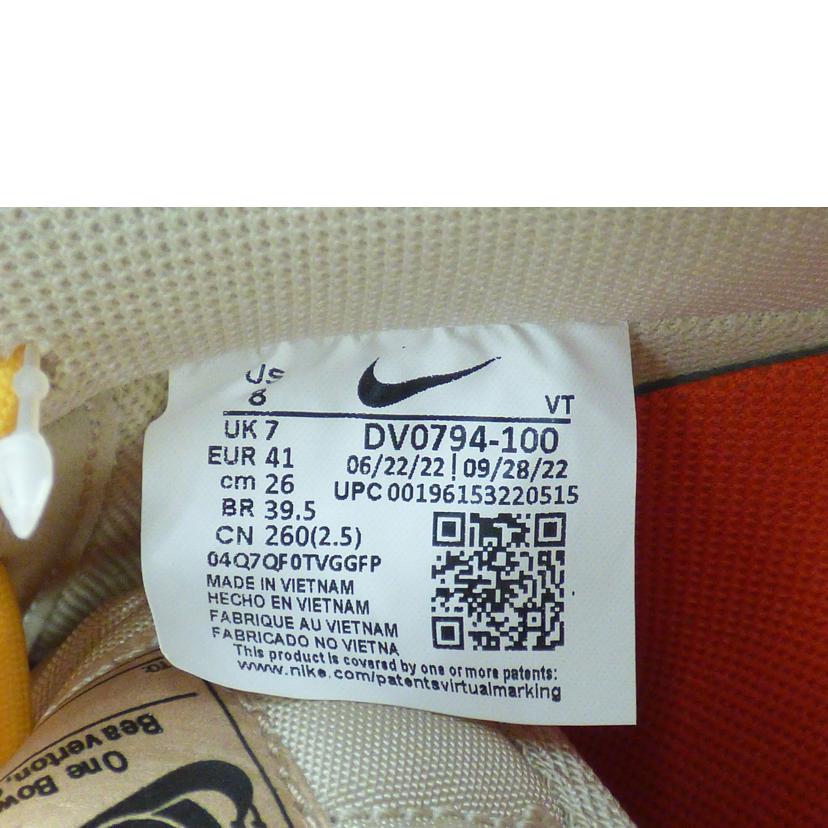 US
8
VT
UK 7
EUR 41
cm 26
BR 39.5
CN 260(2.5)
DV0794-100
06/22/22 | 09/28/22
UPC 00196153220515
04Q7QF0TVGGFP
MADE IN VIETNAM
HECHO EN VIETNAM
FABRIQUE AU VIETNAM
FABRICADO NO VIETNA
This product is covered by one or more patents:
www.nike.com/patentsvirtualmarking
One
Beaverton,